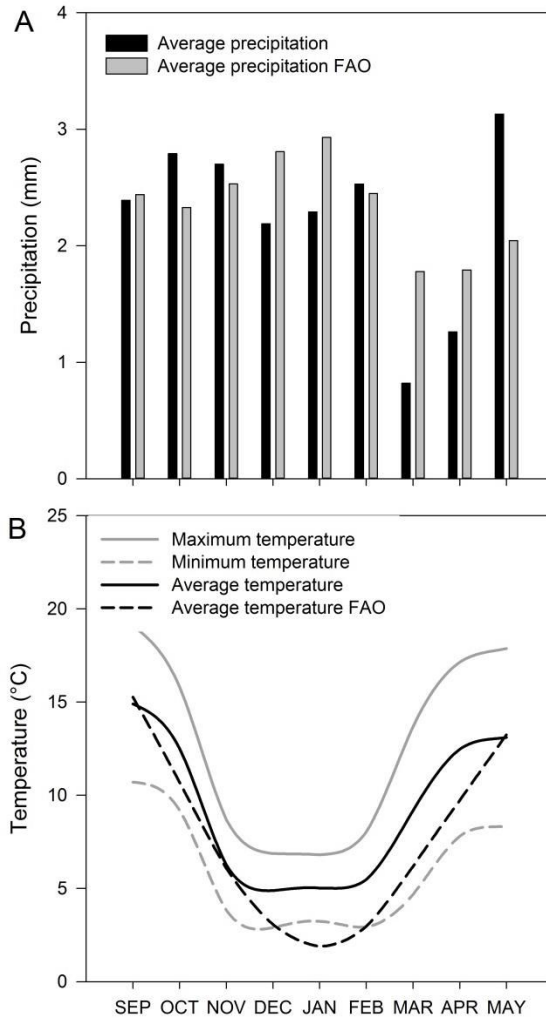 A
4
Average precipitation
Average precipitation FAO
3
2
1
0
Precipitation (mm)
B
25
Maximum temperature
Minimum temperature
Average temperature
Average temperature FAO
20
15
10
5
0
Temperature (°C)
SEP OCT NOV DEC JAN FEB MAR APR MAY